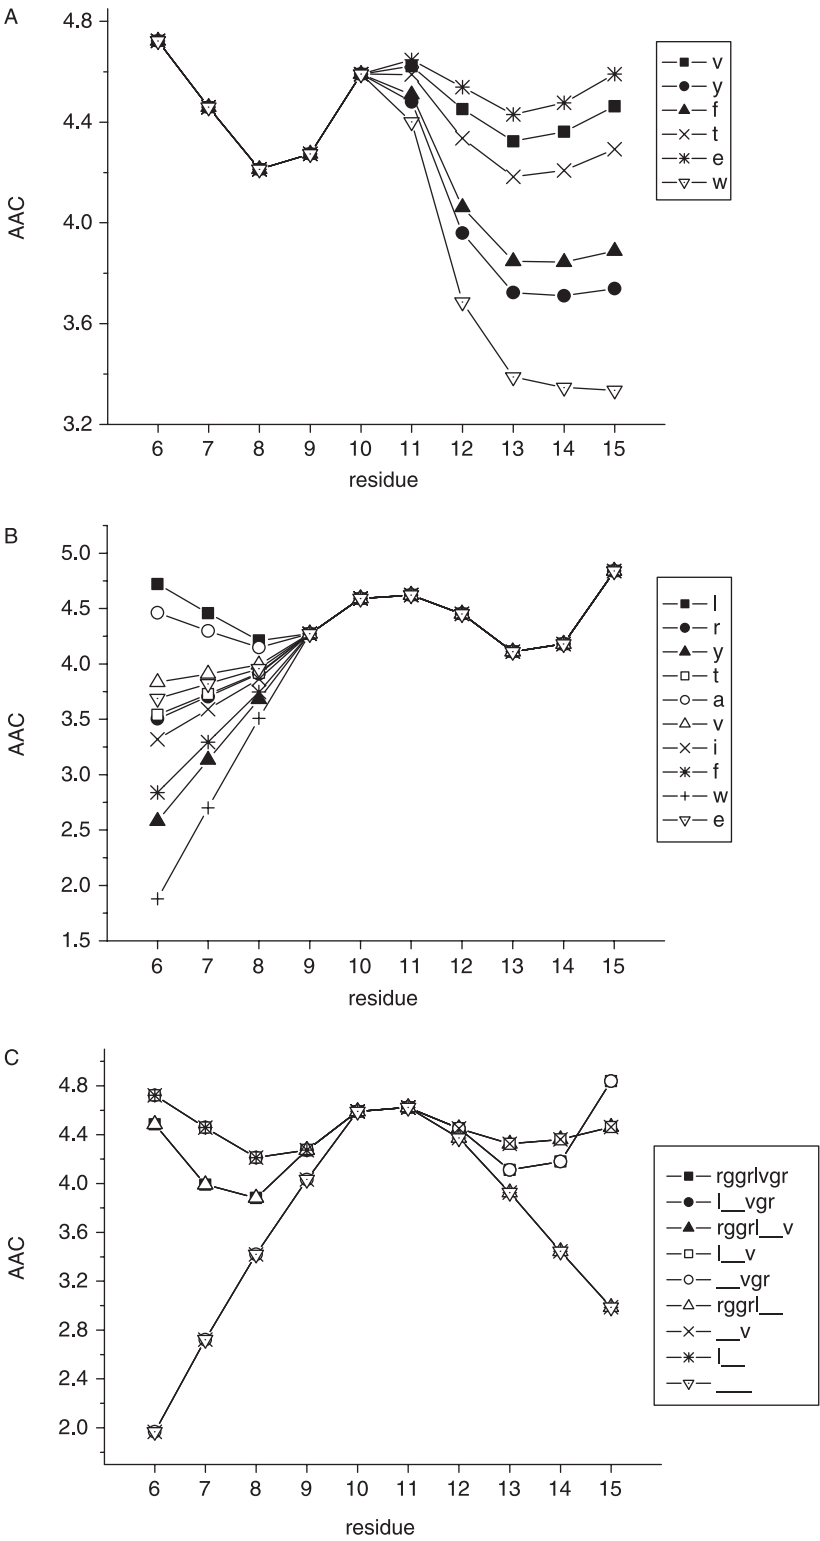 A
4.8
4.4
4.0
3.6
3.2
AAC
6 7 8 9 10 11 12 13 14 15
residue
v
y
f
t
e
w
B
5.0
4.5
4.0
3.5
3.0
2.5
2.0
1.5
AAC
6 7 8 9 10 11 12 13 14 15
residue
l
r
y
t
a
v
i
f
w
e
C
4.8
4.4
4.0
3.6
3.2
2.8
2.4
2.0
AAC
6 7 8 9 10 11 12 13 14 15
residue
rggrlvgr
l__vgr
rggrl__v
l__v
__vgr
rggrl__
__v
l__
___